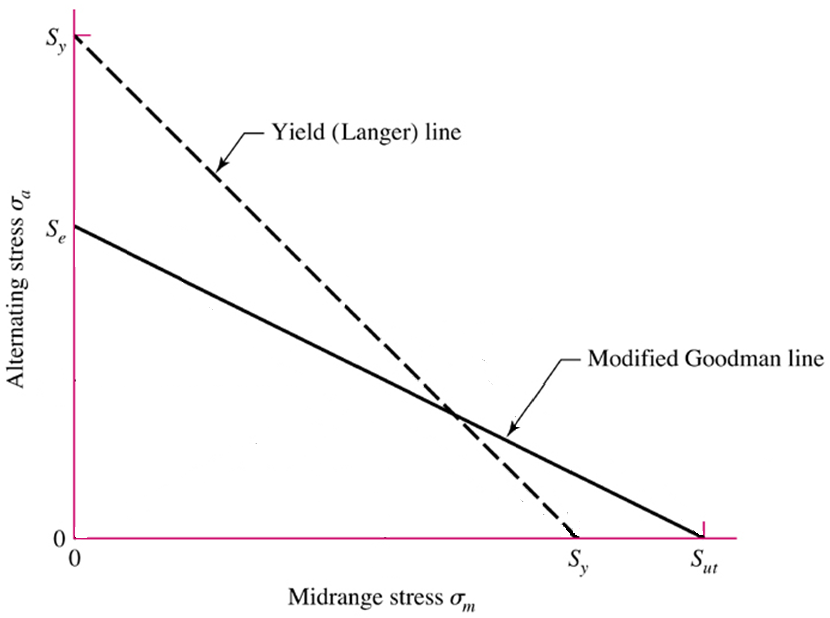 S_y
Yield (Langer) line
Alternating stress σ_a
S_e
Modified Goodman line
0
0
S_y
S_ut
Midrange stress σ_m